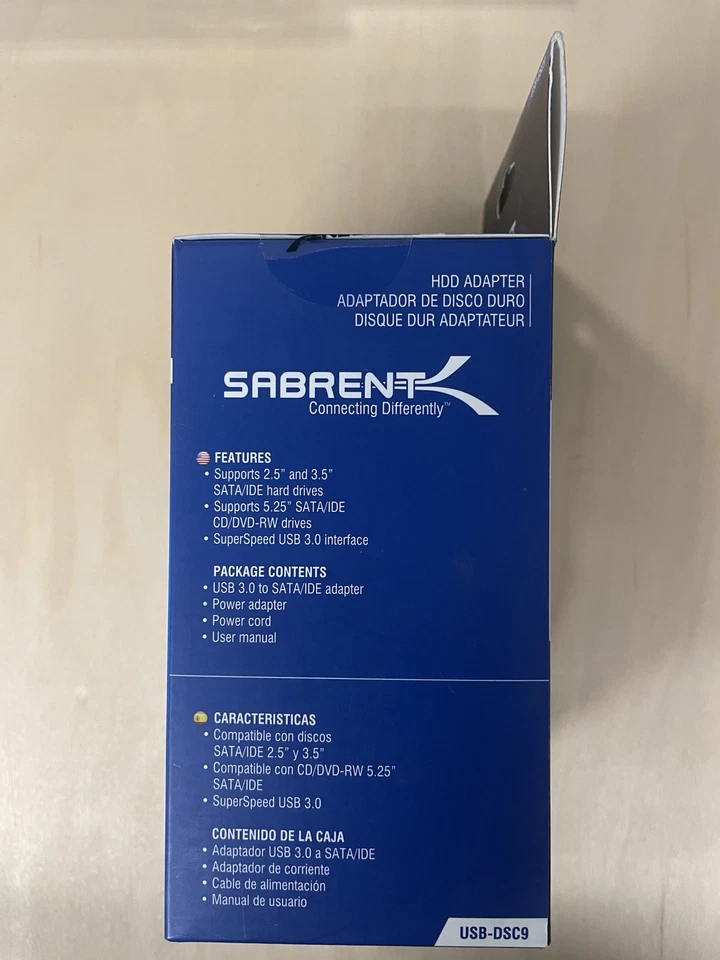 HDD ADAPTER
ADAPTADOR DE DISCO DURO
DISQUE DUR ADAPTATEUR
SABRENT
Connecting Differently™
FEATURES
• Supports 2.5" and 3.5"
SATA/IDE hard drives
• Supports 5.25" SATA/IDE
CD/DVD-RW drives
• SuperSpeed USB 3.0 interface
PACKAGE CONTENTS
• USB 3.0 to SATA/IDE adapter
• Power adapter
• Power cord
• User manual
CARACTERISTICAS
• Compatible con discos
SATA/IDE 2.5" y 3.5"
• Compatible con CD/DVD-RW 5.25"
SATA/IDE
• SuperSpeed USB 3.0
CONTENIDO DE LA CAJA
• Adaptador USB 3.0 a SATA/IDE
• Adaptador de corriente
• Cable de alimentación
• Manual de usuario
USB-DSC9